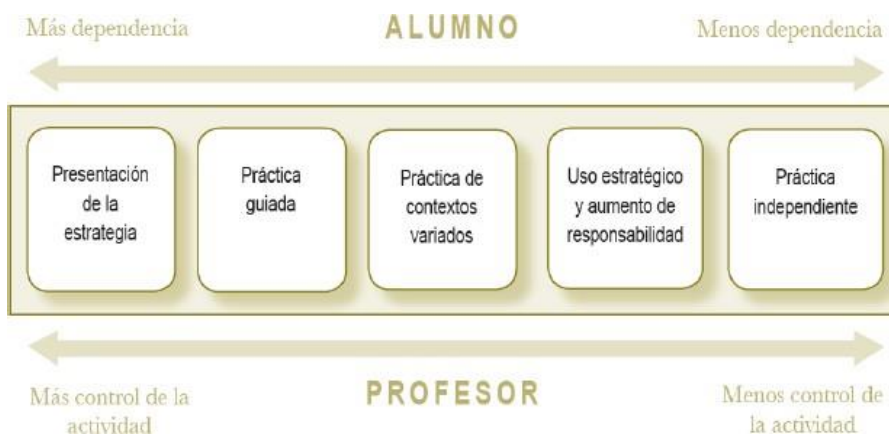 Más dependencia
ALUMNO
Menos dependencia
Presentación
de la
estrategia
Práctica
guiada
Práctica de
contextos
variados
Uso estratégico
y aumento de
responsabilidad
Práctica
independiente
Más control de la
actividad
PROFESOR
Menos control de
la actividad